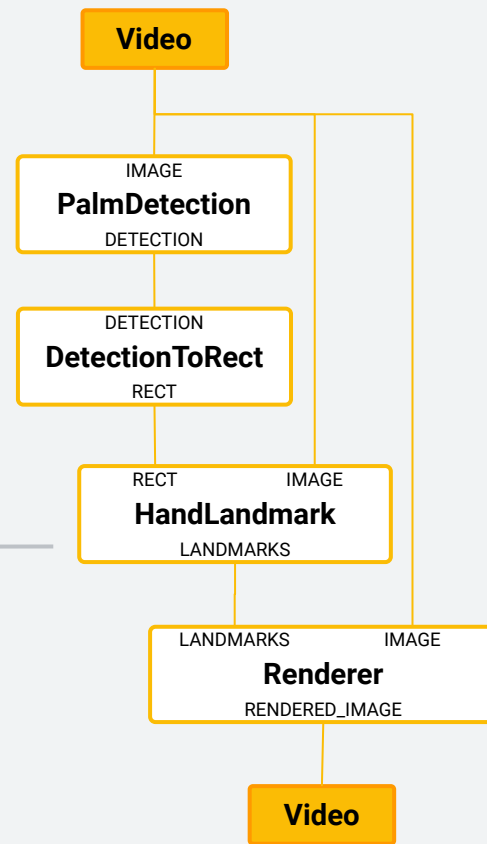 Video
IMAGE
PalmDetection
DETECTION
DETECTION
DetectionToRect
RECT
RECT IMAGE
HandLandmark
LANDMARKS
LANDMARKS IMAGE
Renderer
RENDERED_IMAGE
Video